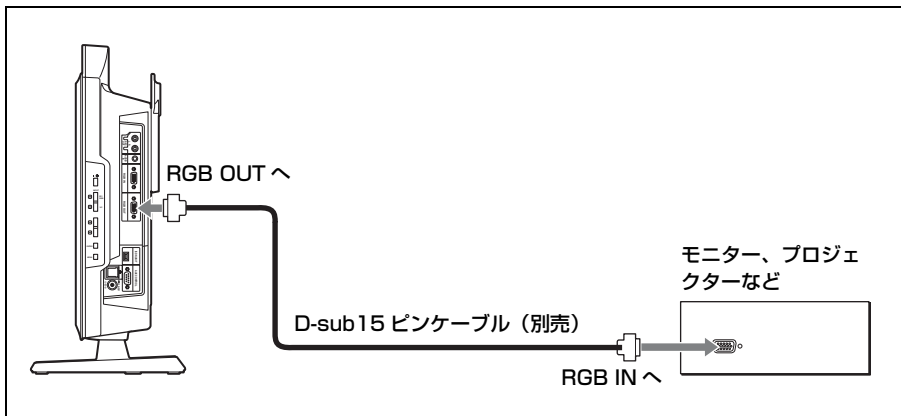 RGB OUT へ
モニター、プロジェ
クターなど
D-sub15 ピンケーブル（別売）
RGB IN へ